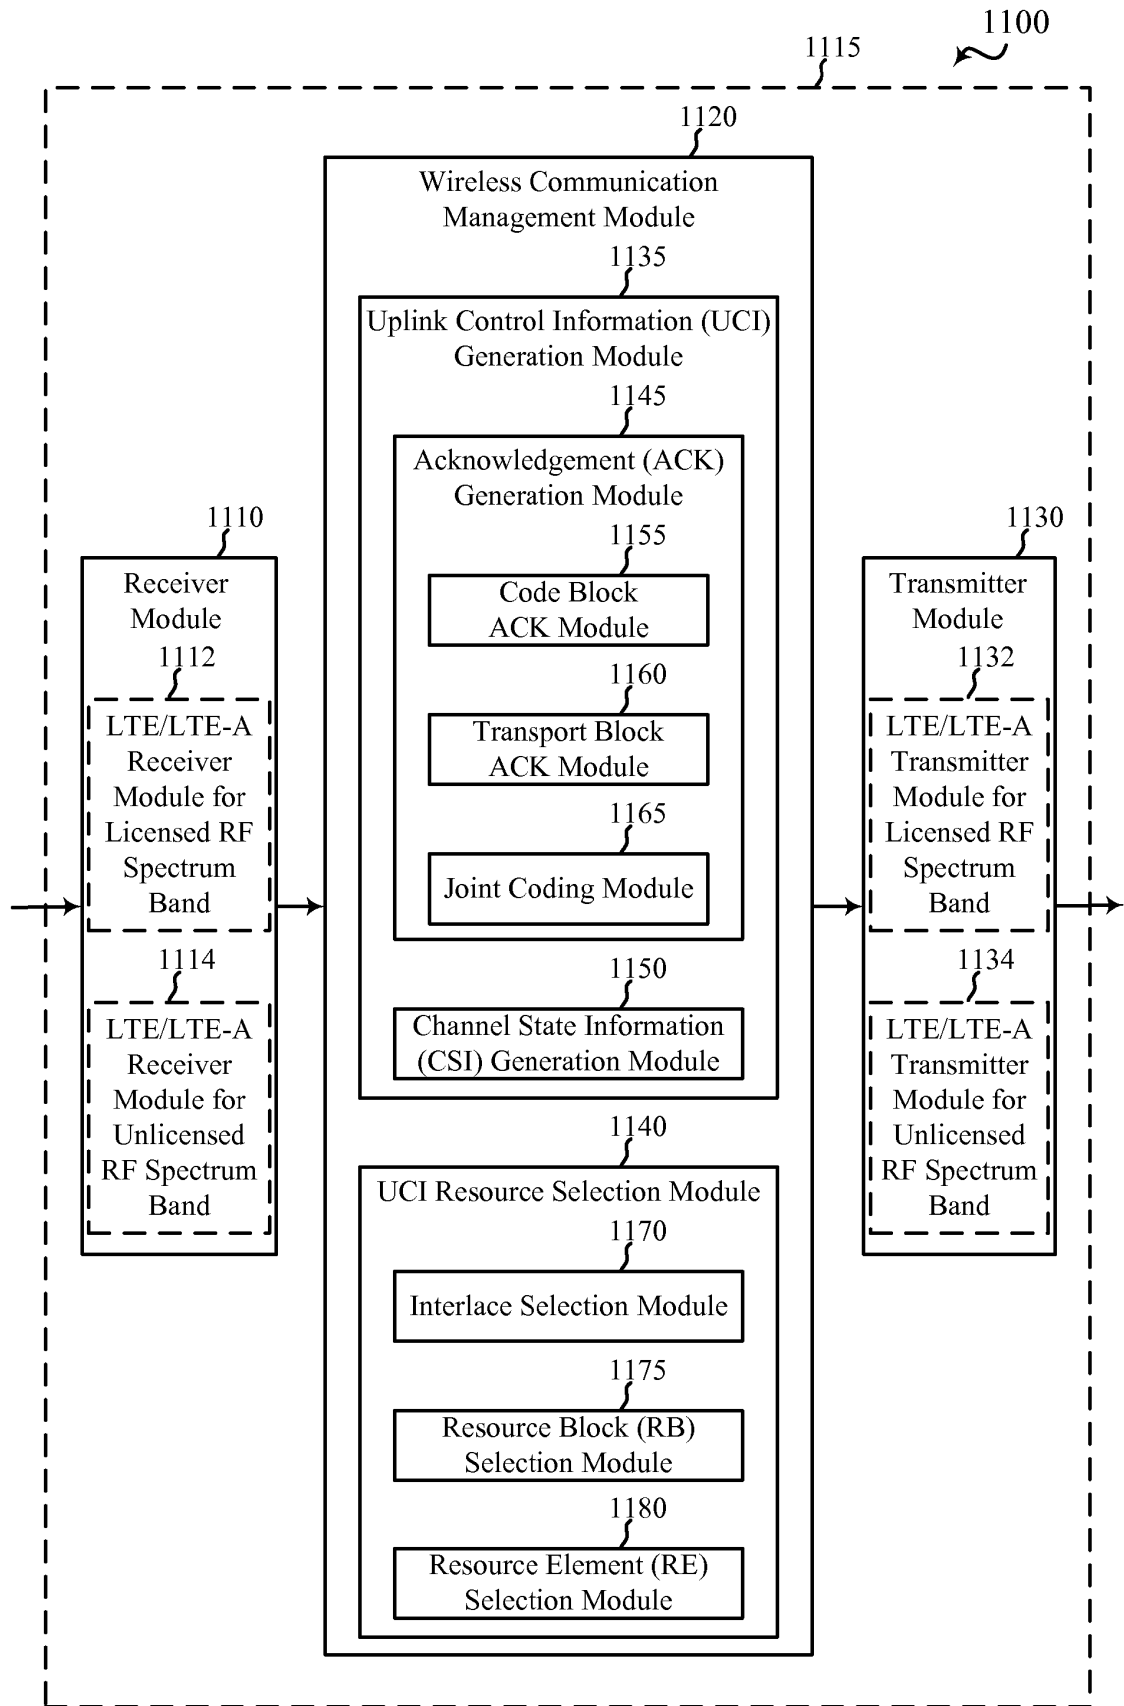 1100
1115
1120
Wireless Communication
Management Module
1135
Uplink Control Information (UCI)
Generation Module
1145
Acknowledgement (ACK)
Generation Module
1155
Code Block
ACK Module
1160
Transport Block
ACK Module
1165
Joint Coding Module
1150
Channel State Information
(CSI) Generation Module
1140
UCI Resource Selection Module
1170
Interlace Selection Module
1175
Resource Block (RB)
Selection Module
1180
Resource Element (RE)
Selection Module
1110
Receiver
Module
1112
LTE/LTE-A
Receiver
Module for
Licensed RF
Spectrum
Band
1114
LTE/LTE-A
Receiver
Module for
Unlicensed
RF Spectrum
Band
1130
Transmitter
Module
1132
LTE/LTE-A
Transmitter
Module for
Licensed RF
Spectrum
Band
1134
LTE/LTE-A
Transmitter
Module for
Unlicensed
RF Spectrum
Band